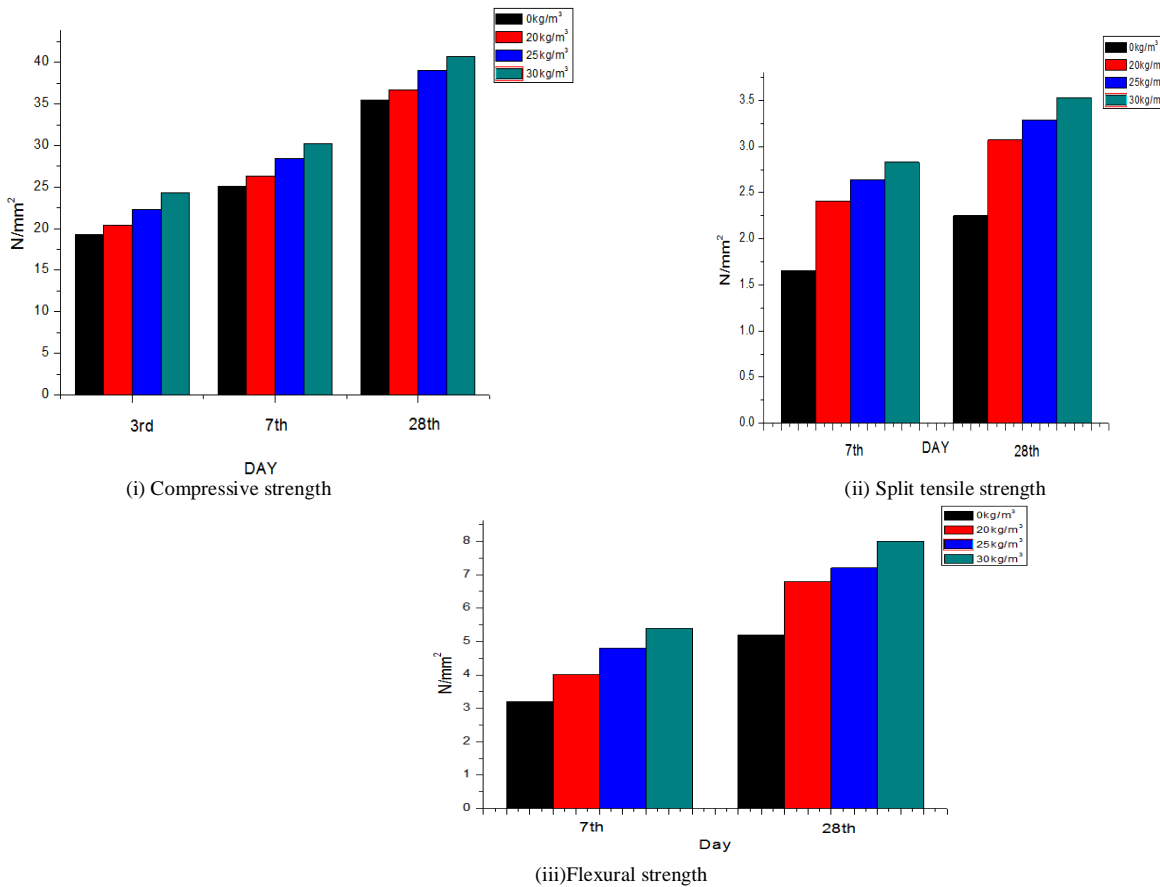 0kg/m³
20kg/m³
25kg/m³
30kg/m³
40
35
30
25
20
15
10
5
0
N/mm²
3rd 7th 28th
DAY
(i) Compressive strength
0kg/m³
20kg/m
25kg/m
30kg/m
3.5
3.0
2.5
2.0
1.5
1.0
0.5
0.0
N/mm²
7th DAY 28th
(ii) Split tensile strength
0kg/m³
20kg/m³
25kg/m³
30kg/m³
8
7
6
5
4
3
2
1
0
N/mm²
7th 28th
Day
(iii)Flexural strength